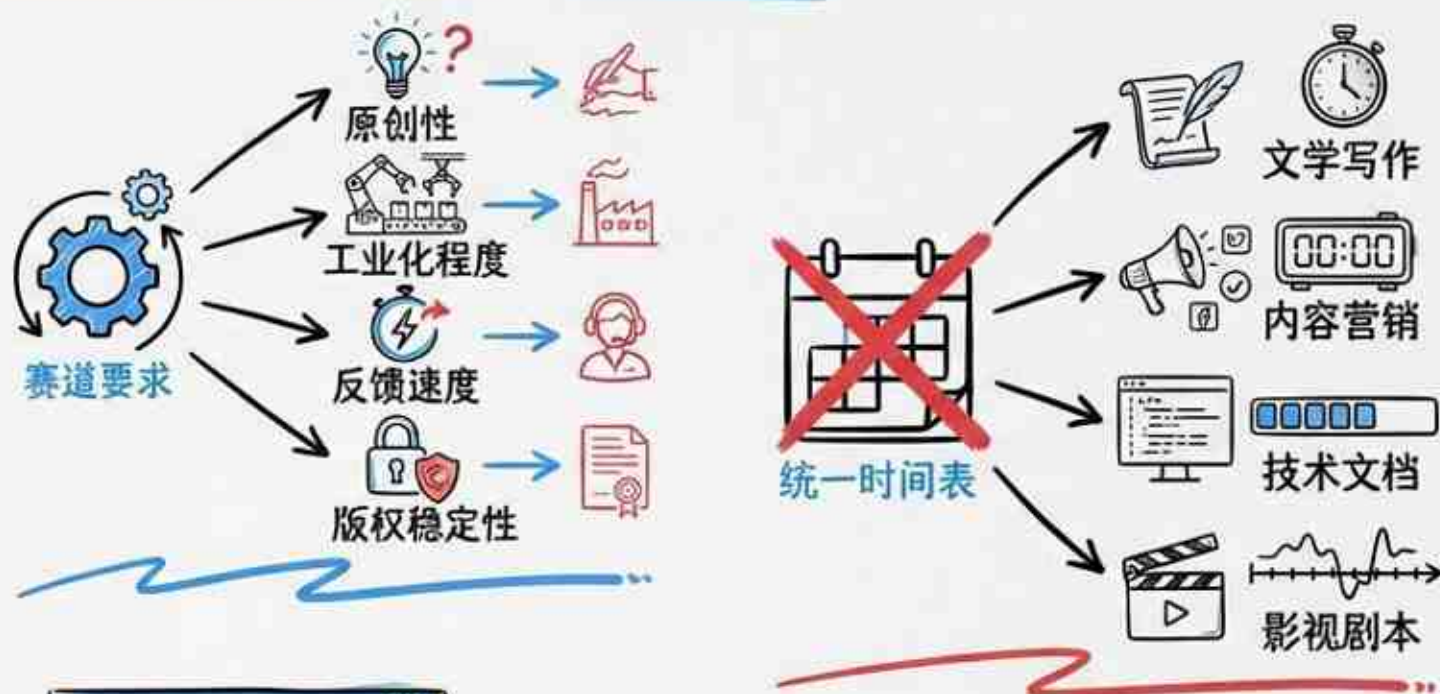 原创性
工业化程度
赛道要求
反馈速度
版权稳定性
文学写作
00:00
内容营销
统一时间表
技术文档
影视剧本